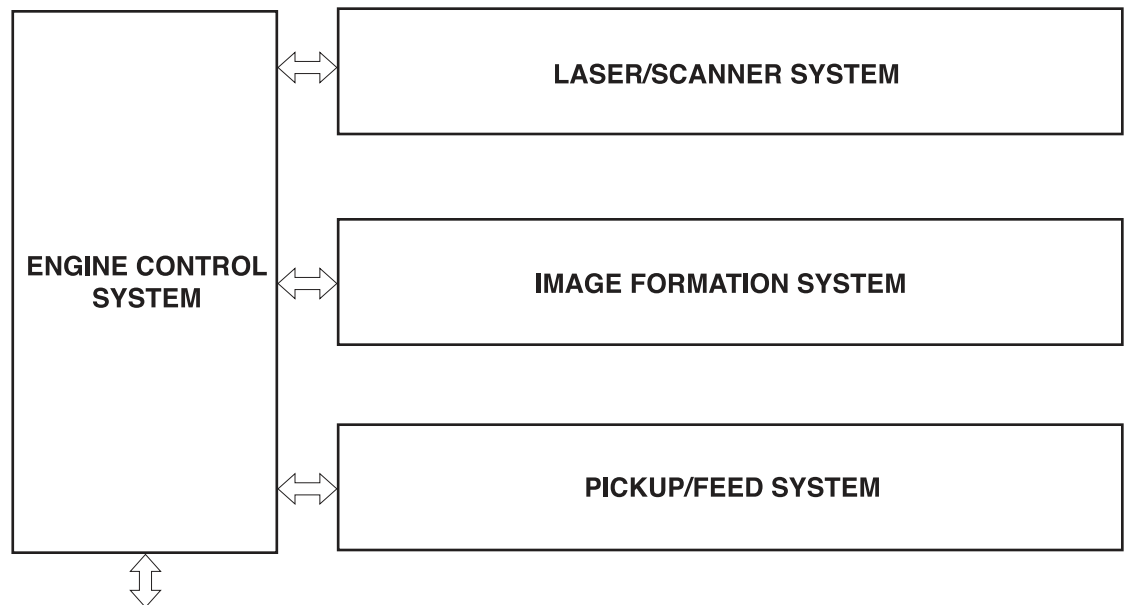 LASER/SCANNER SYSTEM
ENGINE CONTROL
SYSTEM
IMAGE FORMATION SYSTEM
PICKUP/FEED SYSTEM